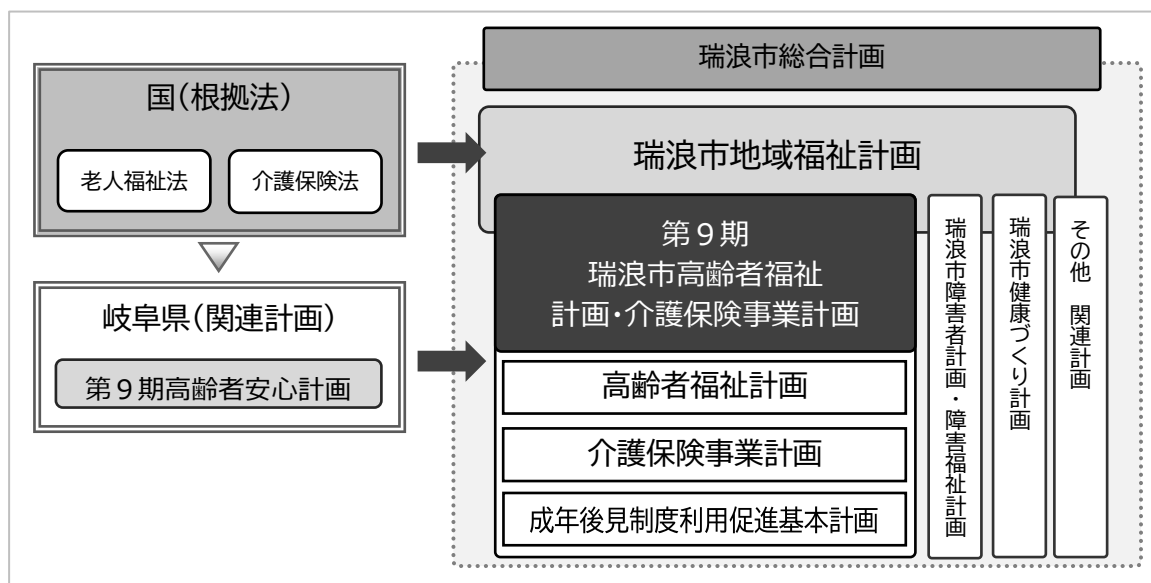 国(根拠法)
老人福祉法
介護保険法
岐阜県(関連計画)
第9期高齢者安心計画
瑞浪市総合計画
瑞浪市地域福祉計画
第9期
瑞浪市高齢者福祉
計画・介護保険事業計画
高齢者福祉計画
介護保険事業計画
成年後見制度利用促進基本計画
瑞浪市障害者計画・障害福祉計画
瑞浪市健康づくり計画
その他 関連計画